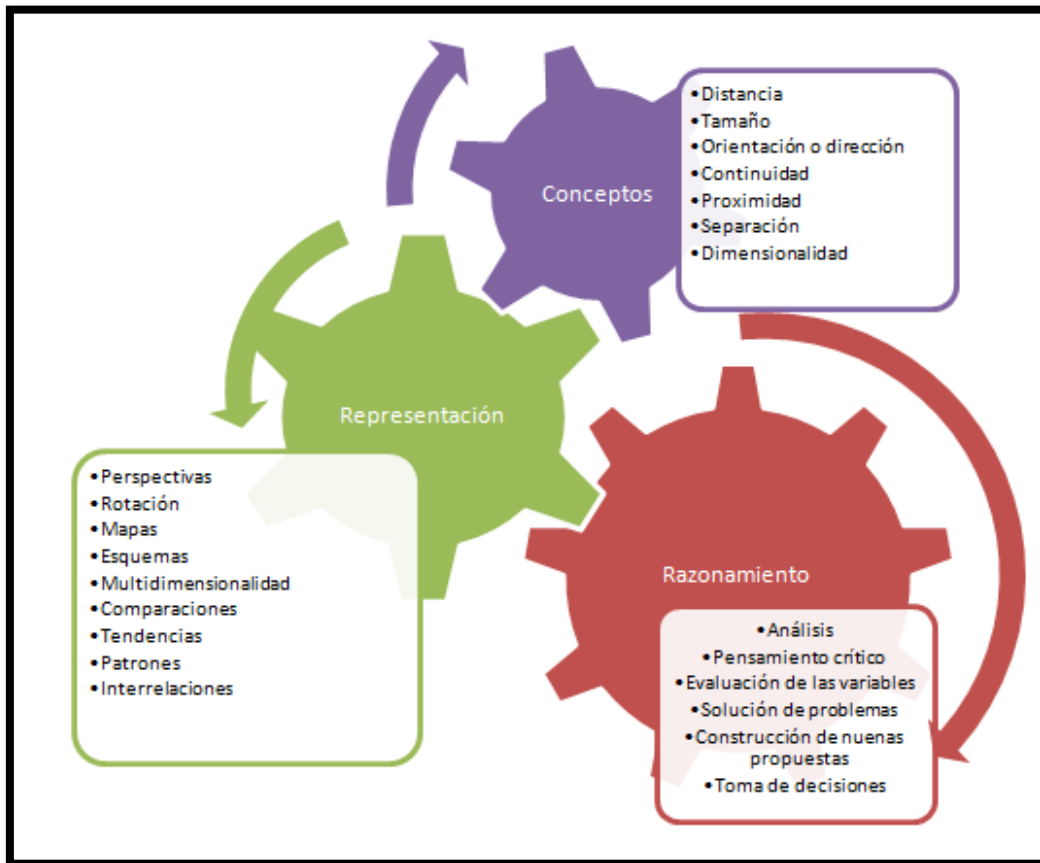 Conceptos
•Distancia
•Tamaño
•Orientación o dirección
•Continuidad
•Proximidad
•Separación
•Dimensionalidad
Representación
•Perspectivas
•Rotación
•Mapas
•Esquemas
•Multidimensionalidad
•Comparaciones
•Tendencias
•Patrones
•Interrelaciones
Razonamiento
•Análisis
•Pensamiento crítico
•Evaluación de las variables
•Solución de problemas
•Construcción de nuenas
propuestas
•Toma de decisiones